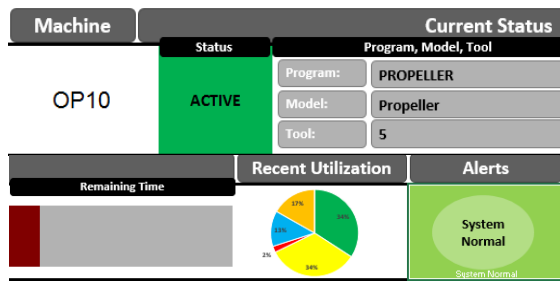 Machine
Current Status
Status
Program, Model, Tool
OP10
ACTIVE
Program:
PROPELLER
Model:
Propeller
Tool:
5
Recent Utilization
Alerts
Remaining Time
17%
34%
13%
2%
34%
System
Normal
System Normal